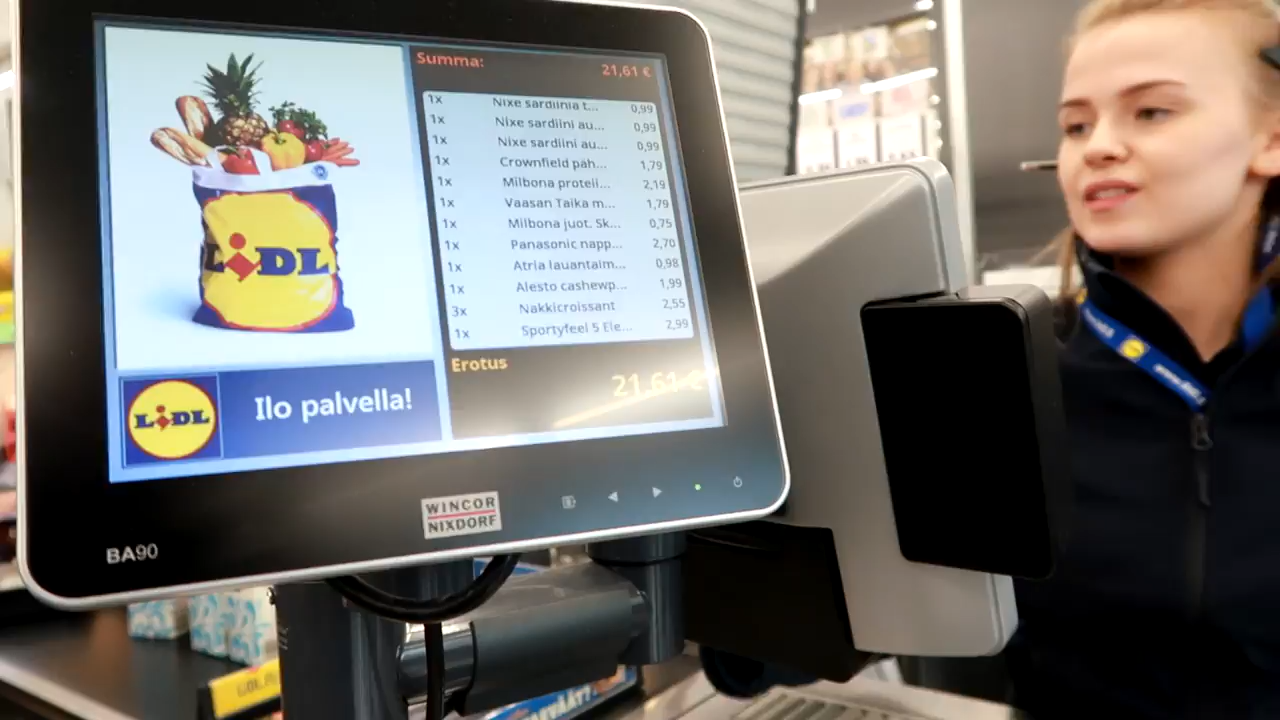 Summa: 21,61 €
1x Nixe sardiinia t... 0,99
1x Nixe sardiini au... 0,99
1x Nixe sardiini au... 0,99
1x Crownfield päh... 1,79
1x Milbona proteii... 2,19
1x Vaasan Taika m... 1,79
1x Milbona juot. Sk... 0,75
1x Panasonic napp... 2,70
1x Atria lauantaim... 0,98
1x Alesto cashewp... 1,99
3x Nakkicroissant 2,55
1x Sportyfeel 5 Ele... 2,99
Erotus
21,61 €
LIDL
LIDL
Ilo palvella!
WINCOR
NIXDORF
BA90